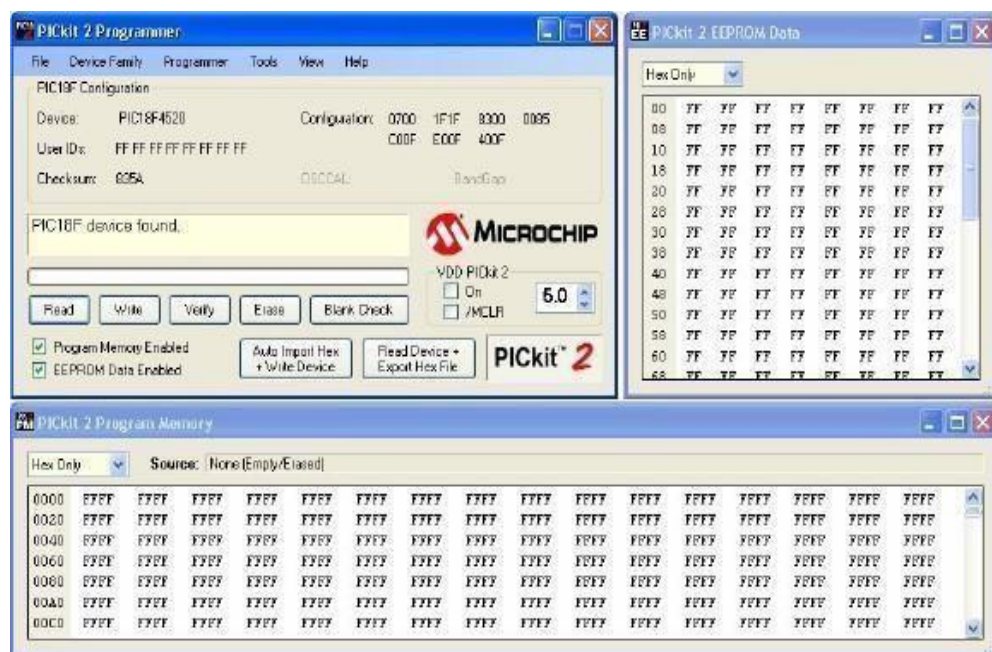 PICkit 2 Programmer
File Device Family Programmer Tools View Help
PIC18F Configuration
Device: PIC18F4520 Configuration: 0700 1F1F 8300 0085
C00F E00F 400F
User IDs: FF FF FF FF FF FF FF FF
Checksum: 835A OSCCAL: BandGap:
PIC18F device found.
MICROCHIP
VDD PICkit 2
On
/MCLR
5.0
Read Write Verify Erase Blank Check
Program Memory Enabled
EEPROM Data Enabled
Auto Import Hex
+ Write Device
Read Device +
Export Hex File
PICkit™ 2
PICkit 2 EEPROM Data
Hex Only
00 FF FF FF FF FF FF FF FF
08 FF FF FF FF FF FF FF FF
10 FF FF FF FF FF FF FF FF
18 FF FF FF FF FF FF FF FF
20 FF FF FF FF FF FF FF FF
28 FF FF FF FF FF FF FF FF
30 FF FF FF FF FF FF FF FF
38 FF FF FF FF FF FF FF FF
40 FF FF FF FF FF FF FF FF
48 FF FF FF FF FF FF FF FF
50 FF FF FF FF FF FF FF FF
58 FF FF FF FF FF FF FF FF
60 FF FF FF FF FF FF FF FF
68 FF FF FF FF FF FF FF FF
PICkit 2 Program Memory
Hex Only Source: None (Empty/Erased)
0000 FFFF FFFF FFFF FFFF FFFF FFFF FFFF FFFF FFFF FFFF FFFF FFFF FFFF FFFF FFFF FFFF
0020 FFFF FFFF FFFF FFFF FFFF FFFF FFFF FFFF FFFF FFFF FFFF FFFF FFFF FFFF FFFF FFFF
0040 FFFF FFFF FFFF FFFF FFFF FFFF FFFF FFFF FFFF FFFF FFFF FFFF FFFF FFFF FFFF FFFF
0060 FFFF FFFF FFFF FFFF FFFF FFFF FFFF FFFF FFFF FFFF FFFF FFFF FFFF FFFF FFFF FFFF
0080 FFFF FFFF FFFF FFFF FFFF FFFF FFFF FFFF FFFF FFFF FFFF FFFF FFFF FFFF FFFF FFFF
00A0 FFFF FFFF FFFF FFFF FFFF FFFF FFFF FFFF FFFF FFFF FFFF FFFF FFFF FFFF FFFF FFFF
00C0 FFFF FFFF FFFF FFFF FFFF FFFF FFFF FFFF FFFF FFFF FFFF FFFF FFFF FFFF FFFF FFFF